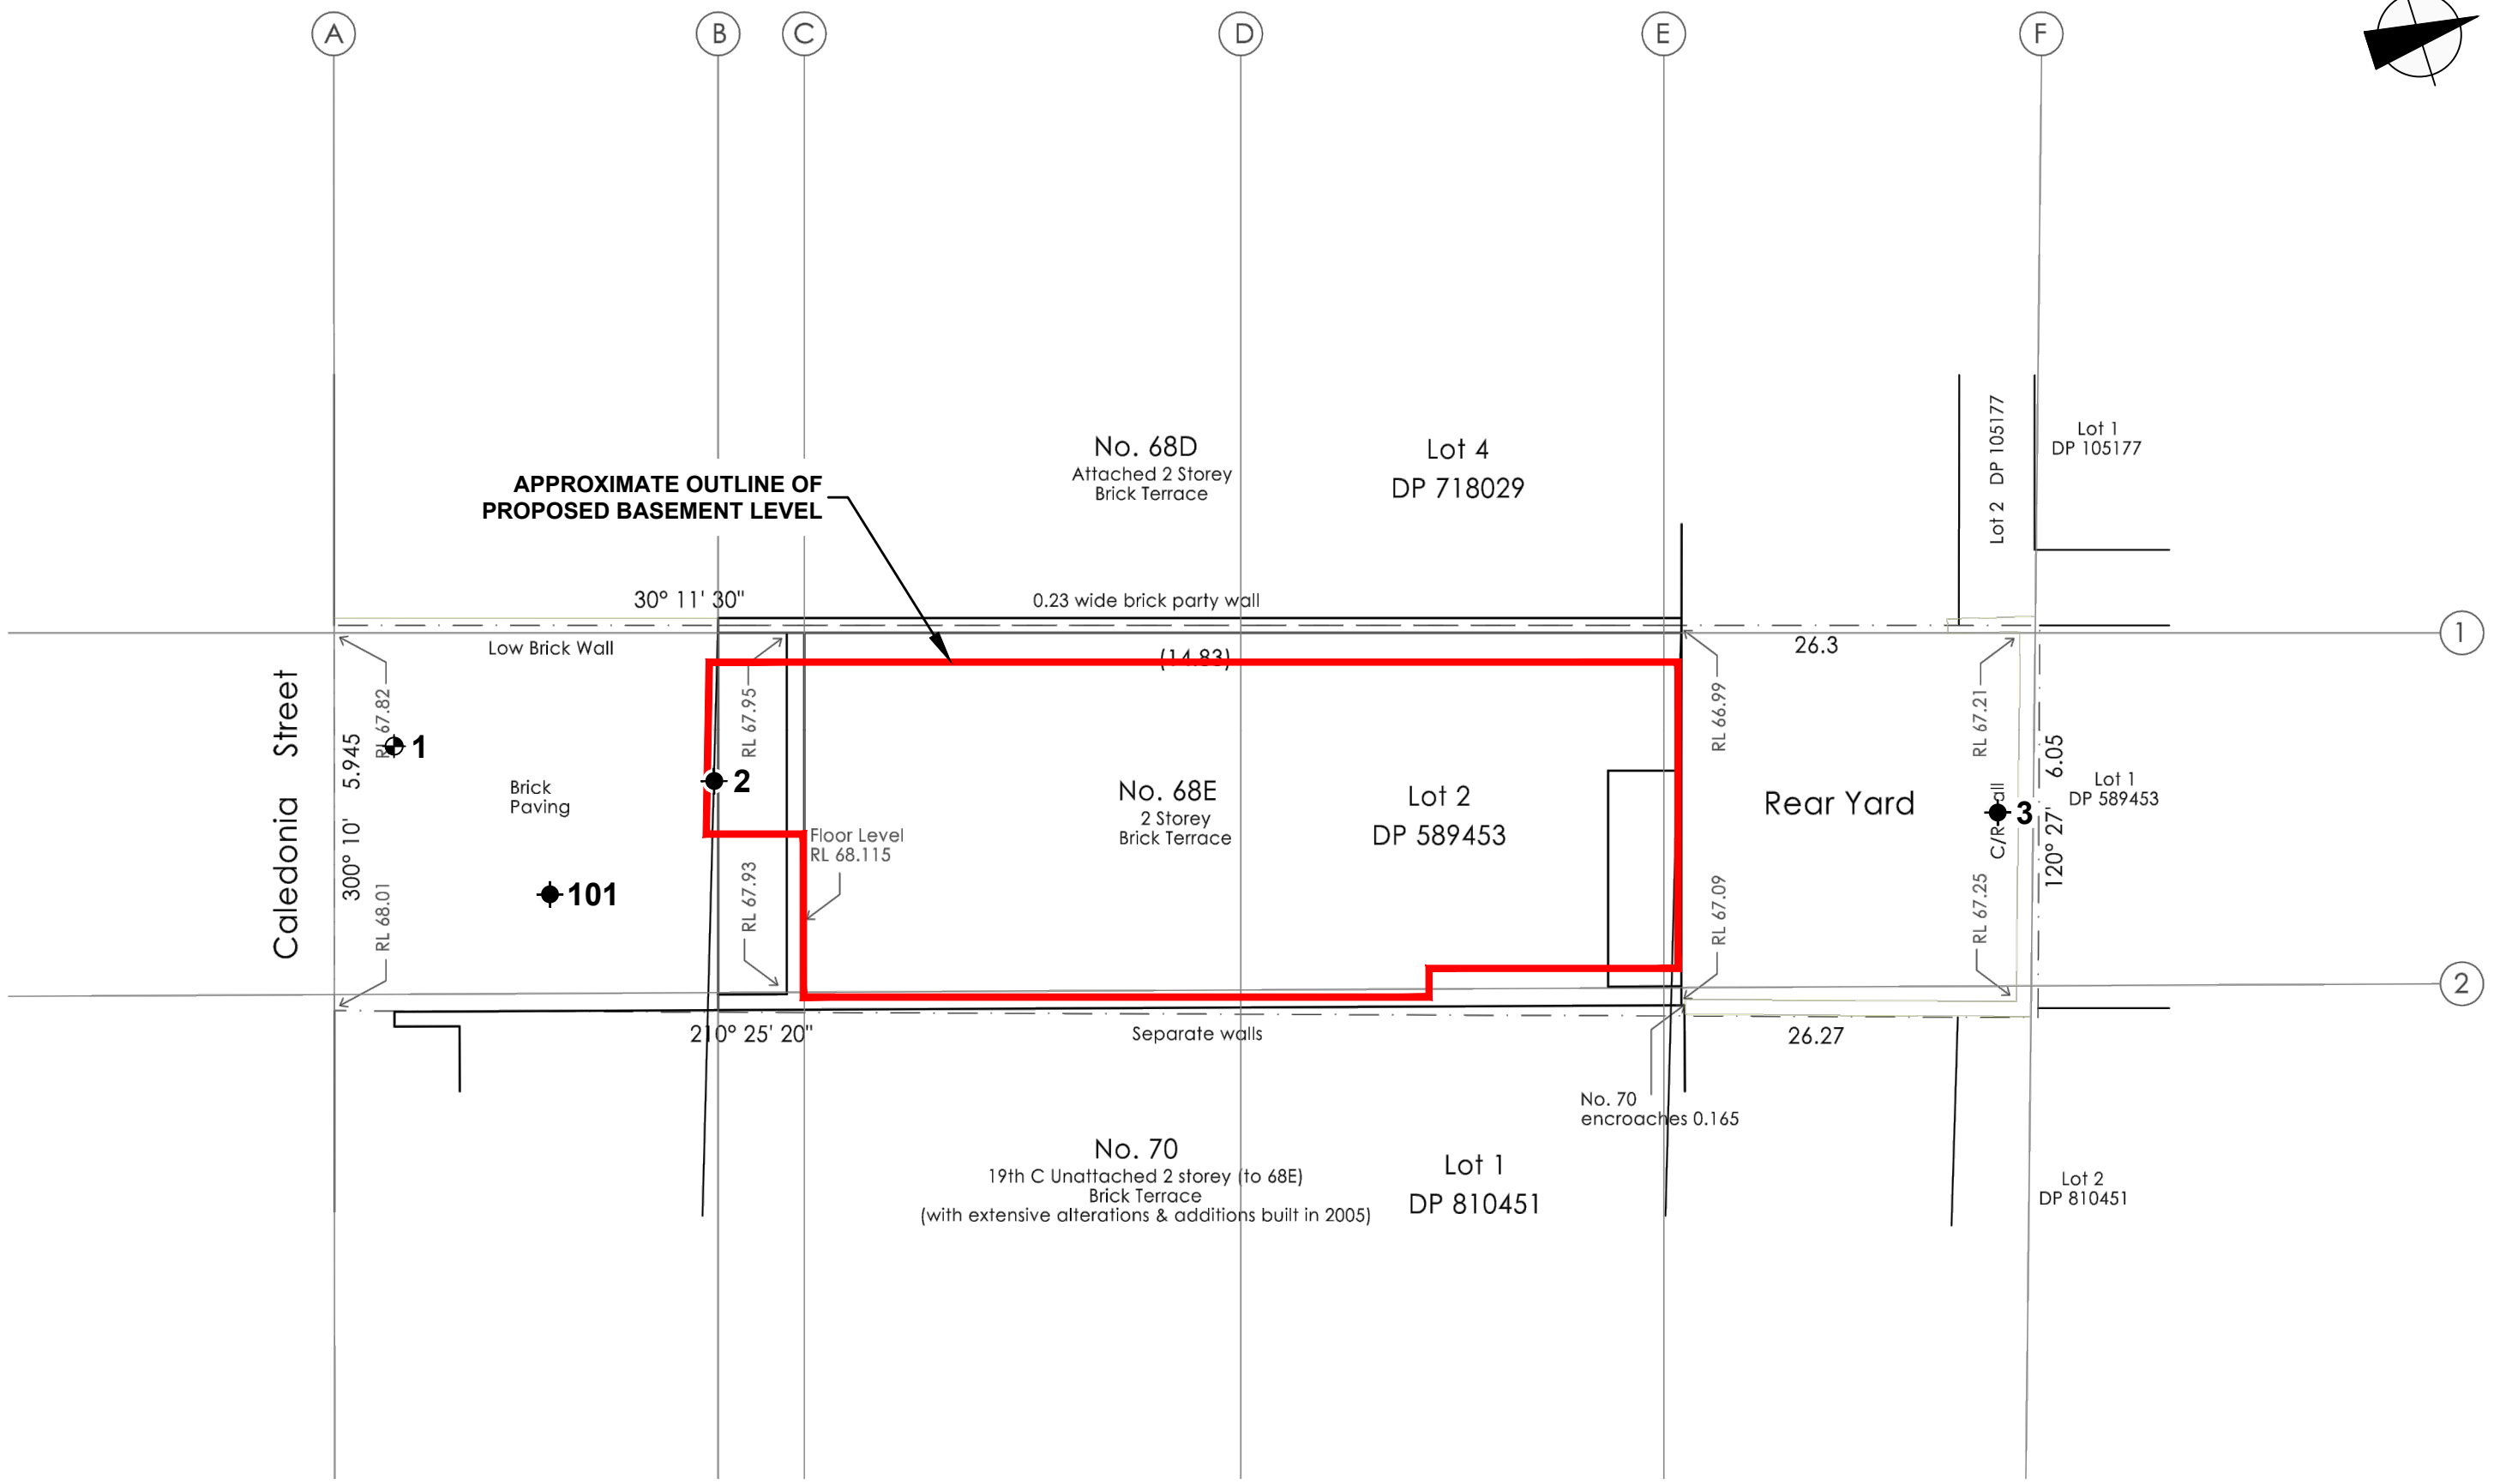 A
B
C
D
E
F
No. 68D
Attached 2 Storey
Brick Terrace
Lot 4
DP 718029
Lot 2 DP 105177
Lot 1
DP 105177
APPROXIMATE OUTLINE OF
PROPOSED BASEMENT LEVEL
30° 11' 30"
0.23 wide brick party wall
1
Low Brick Wall
(14.83)
26.3
Caledonia Street
300° 10' 5.945
RL 67.82
1
RL 68.01
Brick
Paving
101
RL 67.95
2
RL 67.93
Floor Level
RL 68.115
No. 68E
2 Storey
Brick Terrace
Lot 2
DP 589453
RL 66.99
RL 67.09
Rear Yard
RL 67.21
RL 67.25
3
120° 27' 6.05
Lot 1
DP 589453
2
210° 25' 20"
Separate walls
26.27
No. 70
encroaches 0.165
No. 70
19th C Unattached 2 storey (to 68E)
Brick Terrace
(with extensive alterations & additions built in 2005)
Lot 1
DP 810451
Lot 2
DP 810451